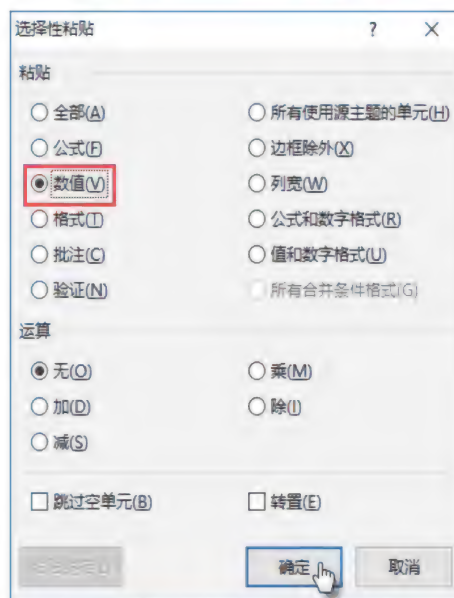 选择性粘贴 ? ×
粘贴
全部(A) 所有使用源主题的单元(H)
公式(F) 边框除外(X)
数值(V) 列宽(W)
格式(T) 公式和数字格式(R)
批注(C) 值和数字格式(U)
验证(N) 所有合并条件格式(G)
运算
无(O) 乘(M)
加(D) 除(I)
减(S)
跳过空单元(B) 转置(E)
确定 取消